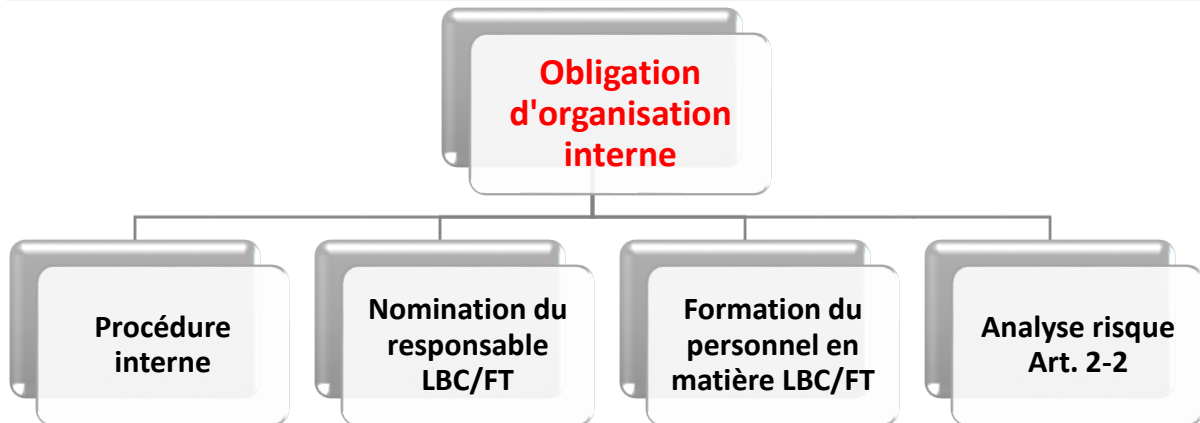 Obligation
d'organisation
interne
Procédure
interne
Nomination du
responsable
LBC/FT
Formation du
personnel en
matière LBC/FT
Analyse risque
Art. 2-2